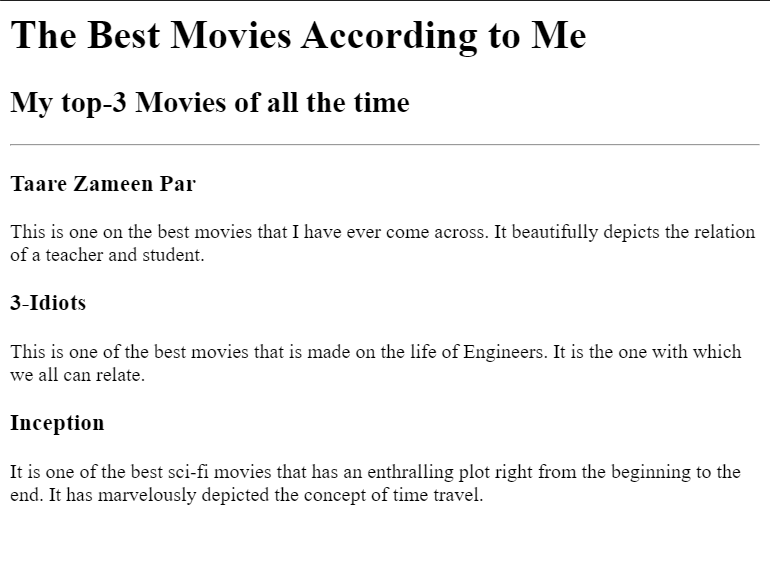 The Best Movies According to Me
My top-3 Movies of all the time
Taare Zameen Par
This is one on the best movies that I have ever come across. It beautifully depicts the relation
of a teacher and student.
3-Idiots
This is one of the best movies that is made on the life of Engineers. It is the one with which
we all can relate.
Inception
It is one of the best sci-fi movies that has an enthralling plot right from the beginning to the
end. It has marvelously depicted the concept of time travel.